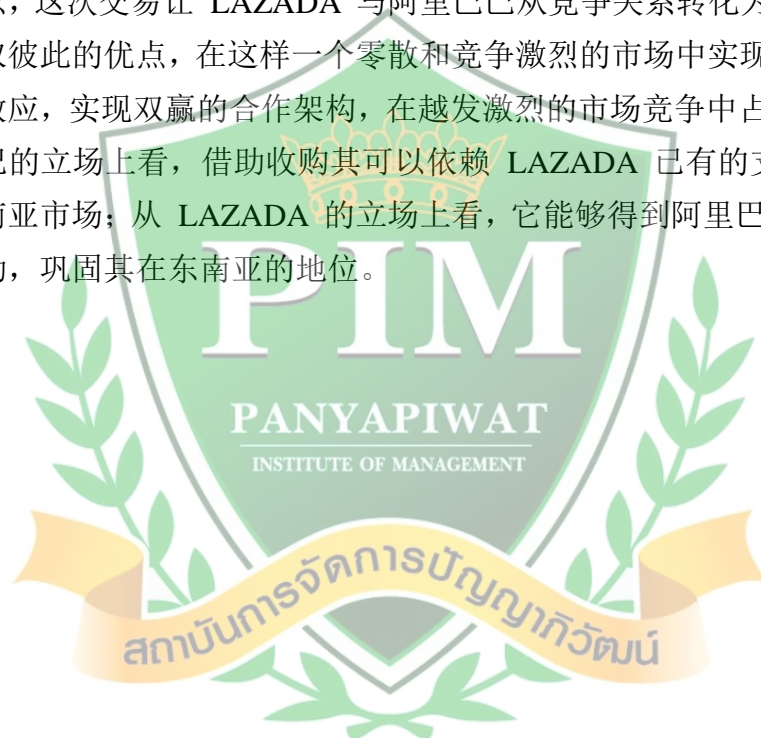 ，这次交易让 LAZADA 与阿里巴巴从竞争关系转化为
彼此的优点，在这样一个零散和竞争激烈的市场中实现
效应，实现双赢的合作架构，在越发激烈的市场竞争中占
的立场上看，借助收购其可以依赖 LAZADA 已有的
南亚市场；从 LAZADA 的立场上看，它能够得到阿里巴
，巩固其在东南亚的地位。
PIM
PANYAPIWAT
INSTITUTE OF MANAGEMENT
สถาบันการจัดการปัญญาภิวัฒน์